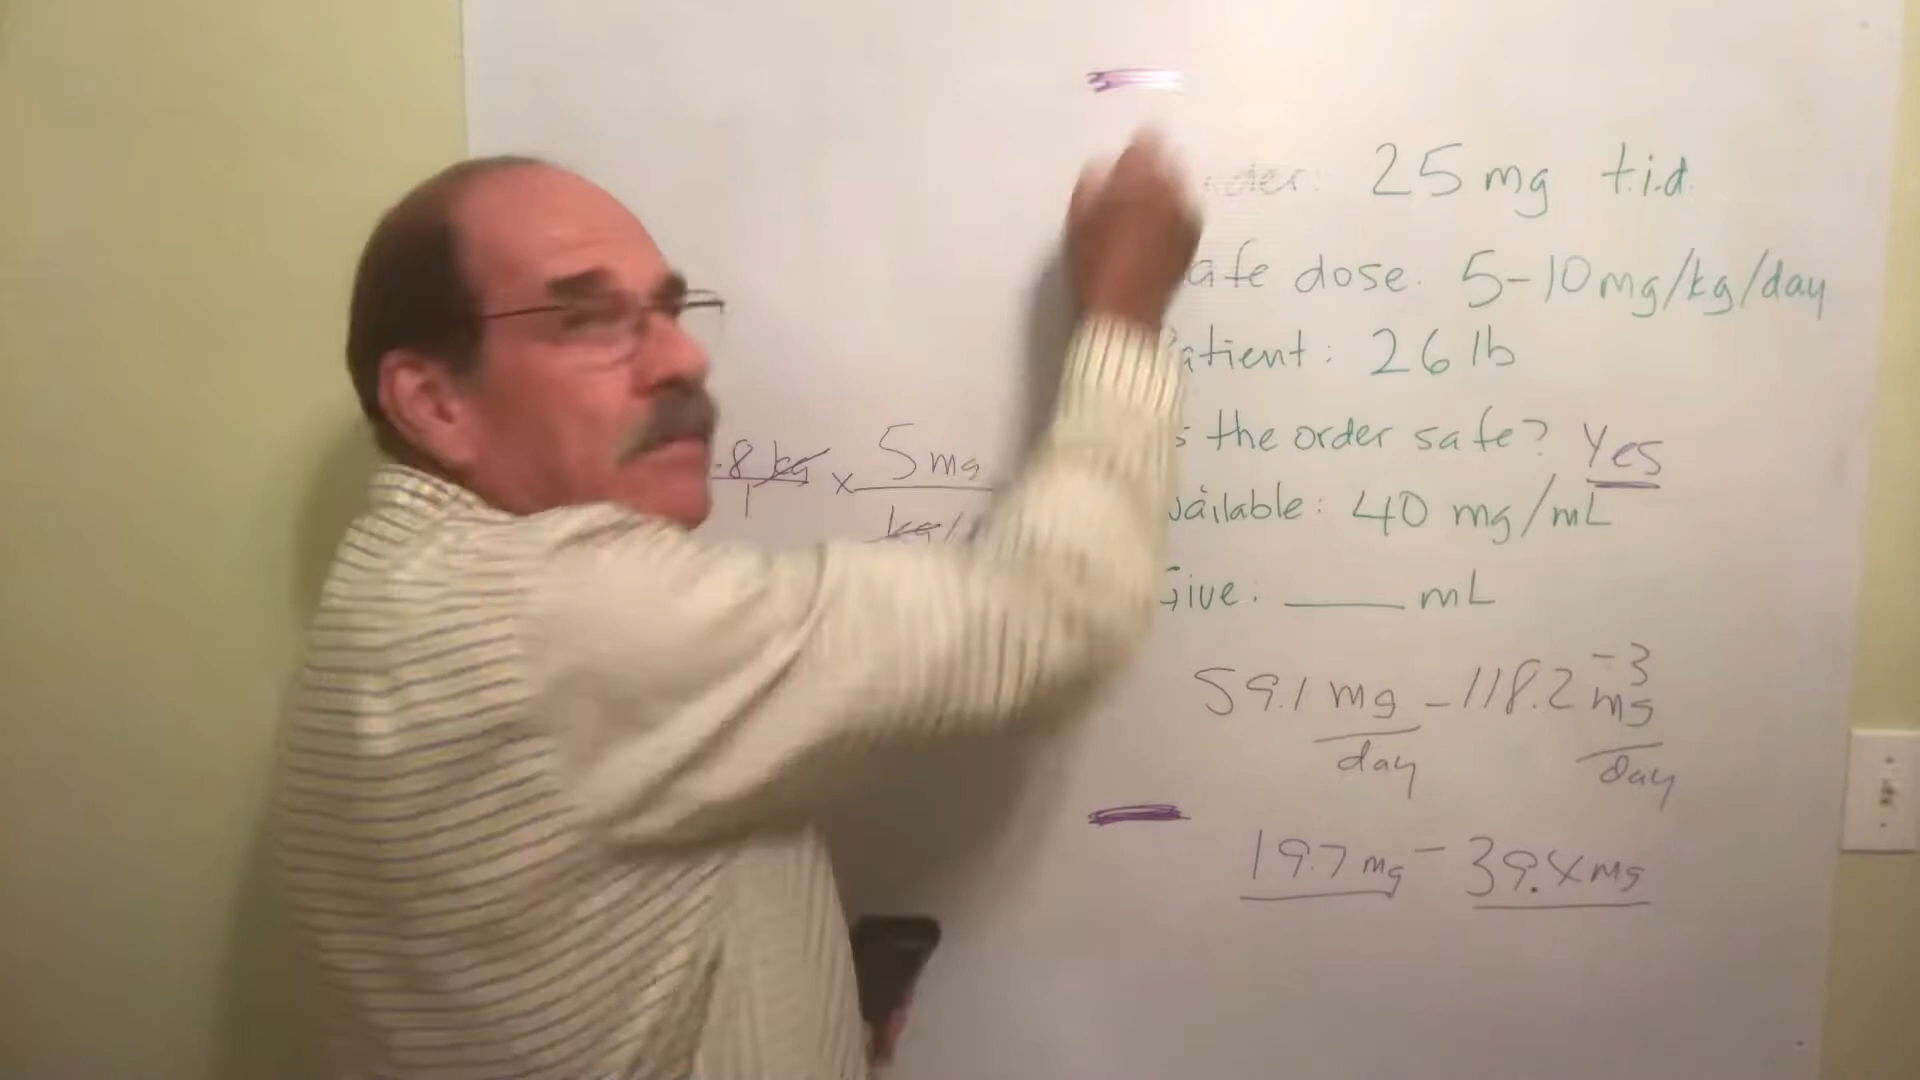 25 mg t.i.d.
afe dose: 5-10 mg/kg/day
atient: 26 lb
the order safe? Yes
.8 kg x 5 mg
1 kg/
vailable: 40 mg/mL
ive: ____ mL
59.1 mg - 118.2 mg
day day
19.7 mg - 39.4 mg